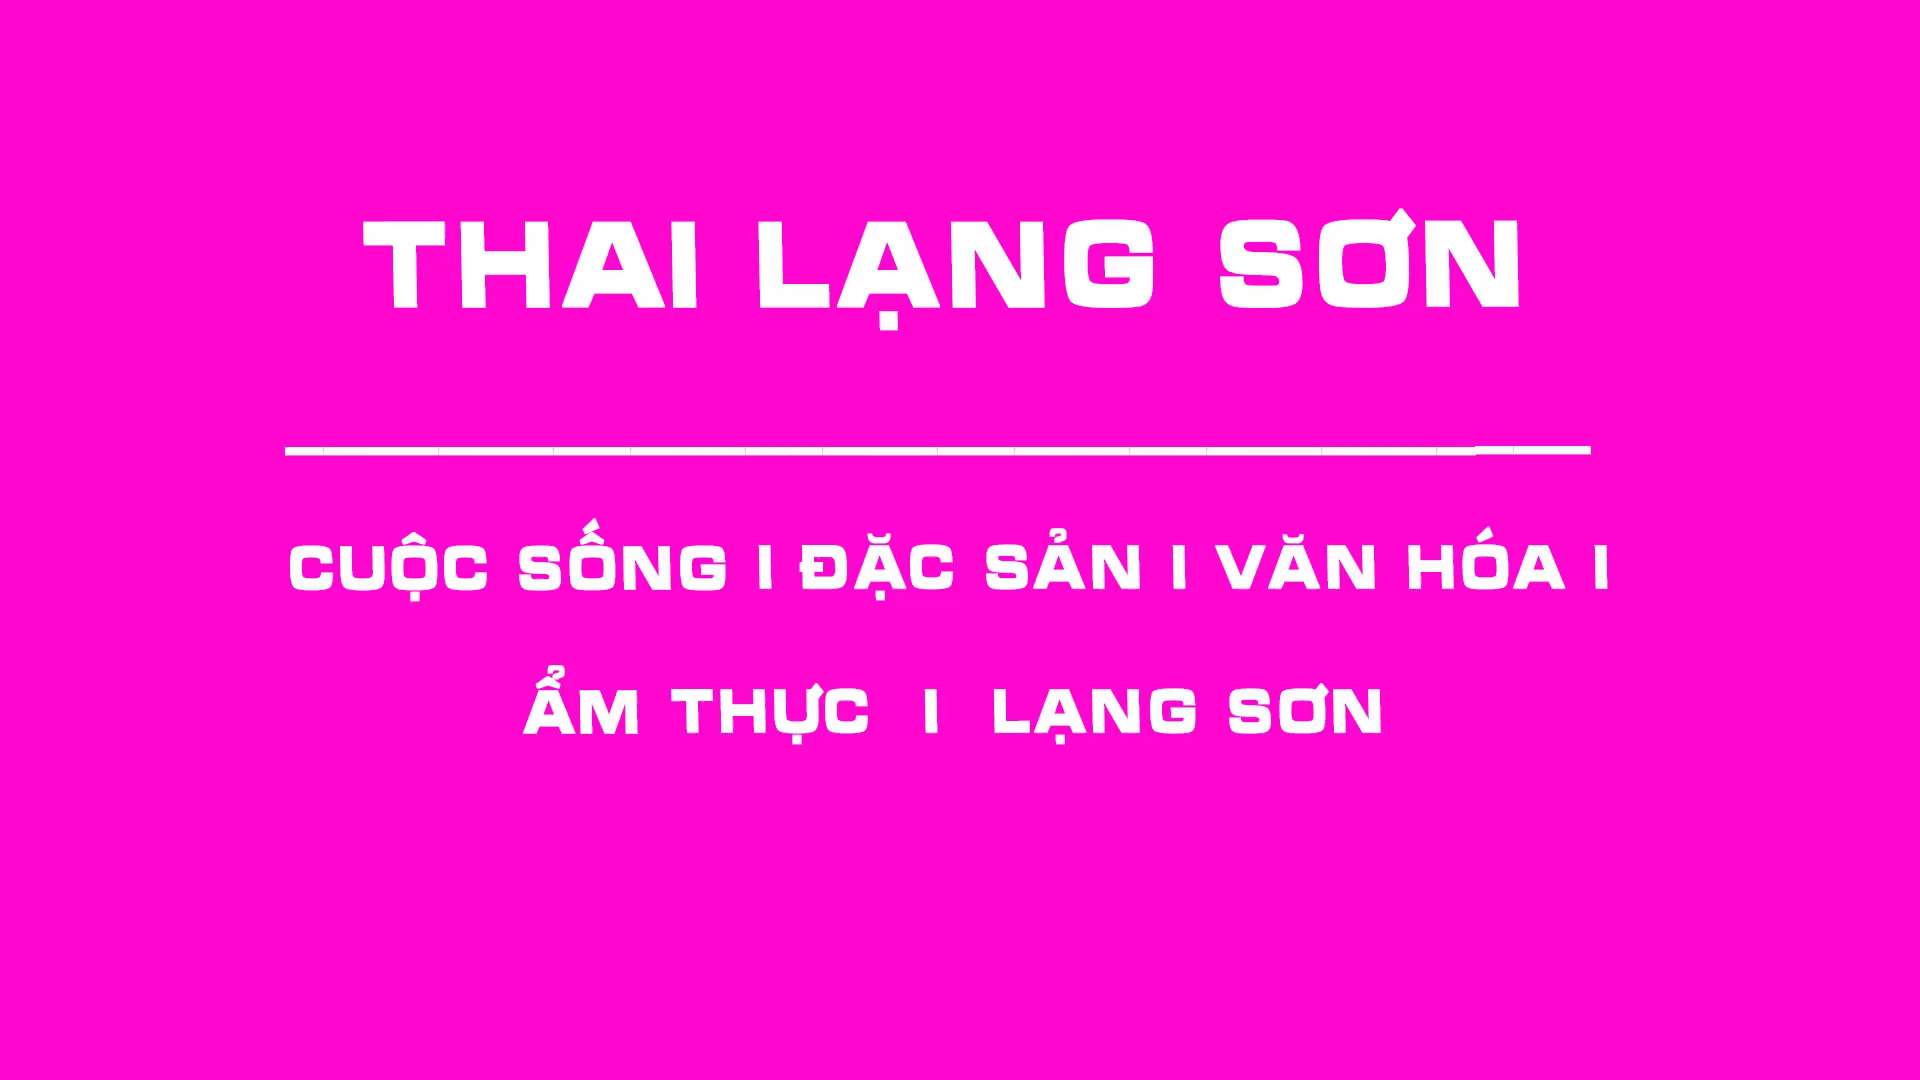 THAI LẠNG SƠN
CUỘC SỐNG I ĐẶC SẢN I VĂN HÓA I
ẨM THỰC I LẠNG SƠN